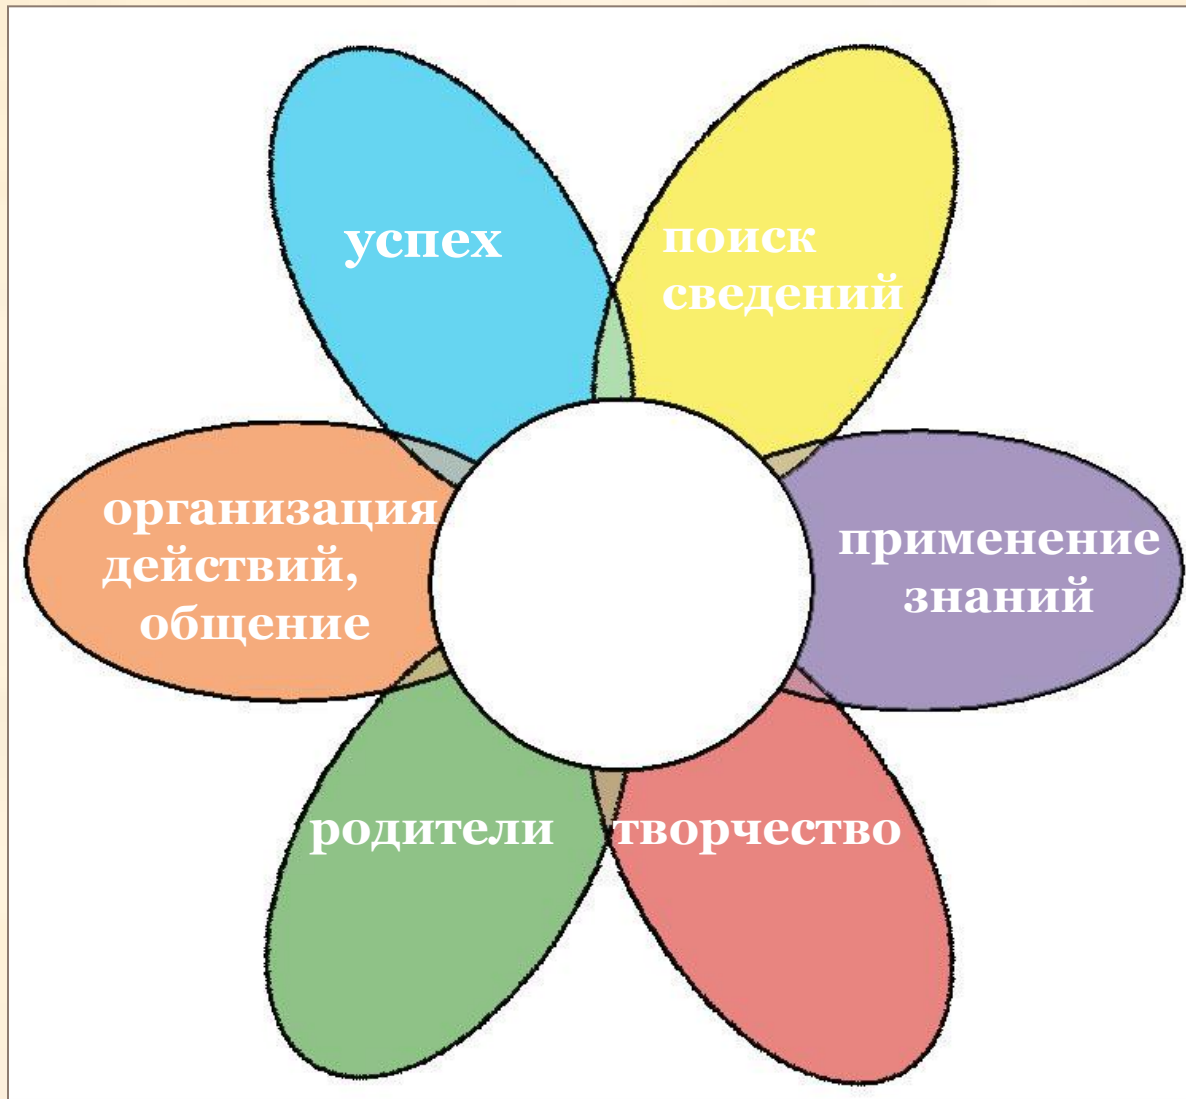 успех
поиск
сведений
организация
действий,
общение
применение
знаний
родители
творчество